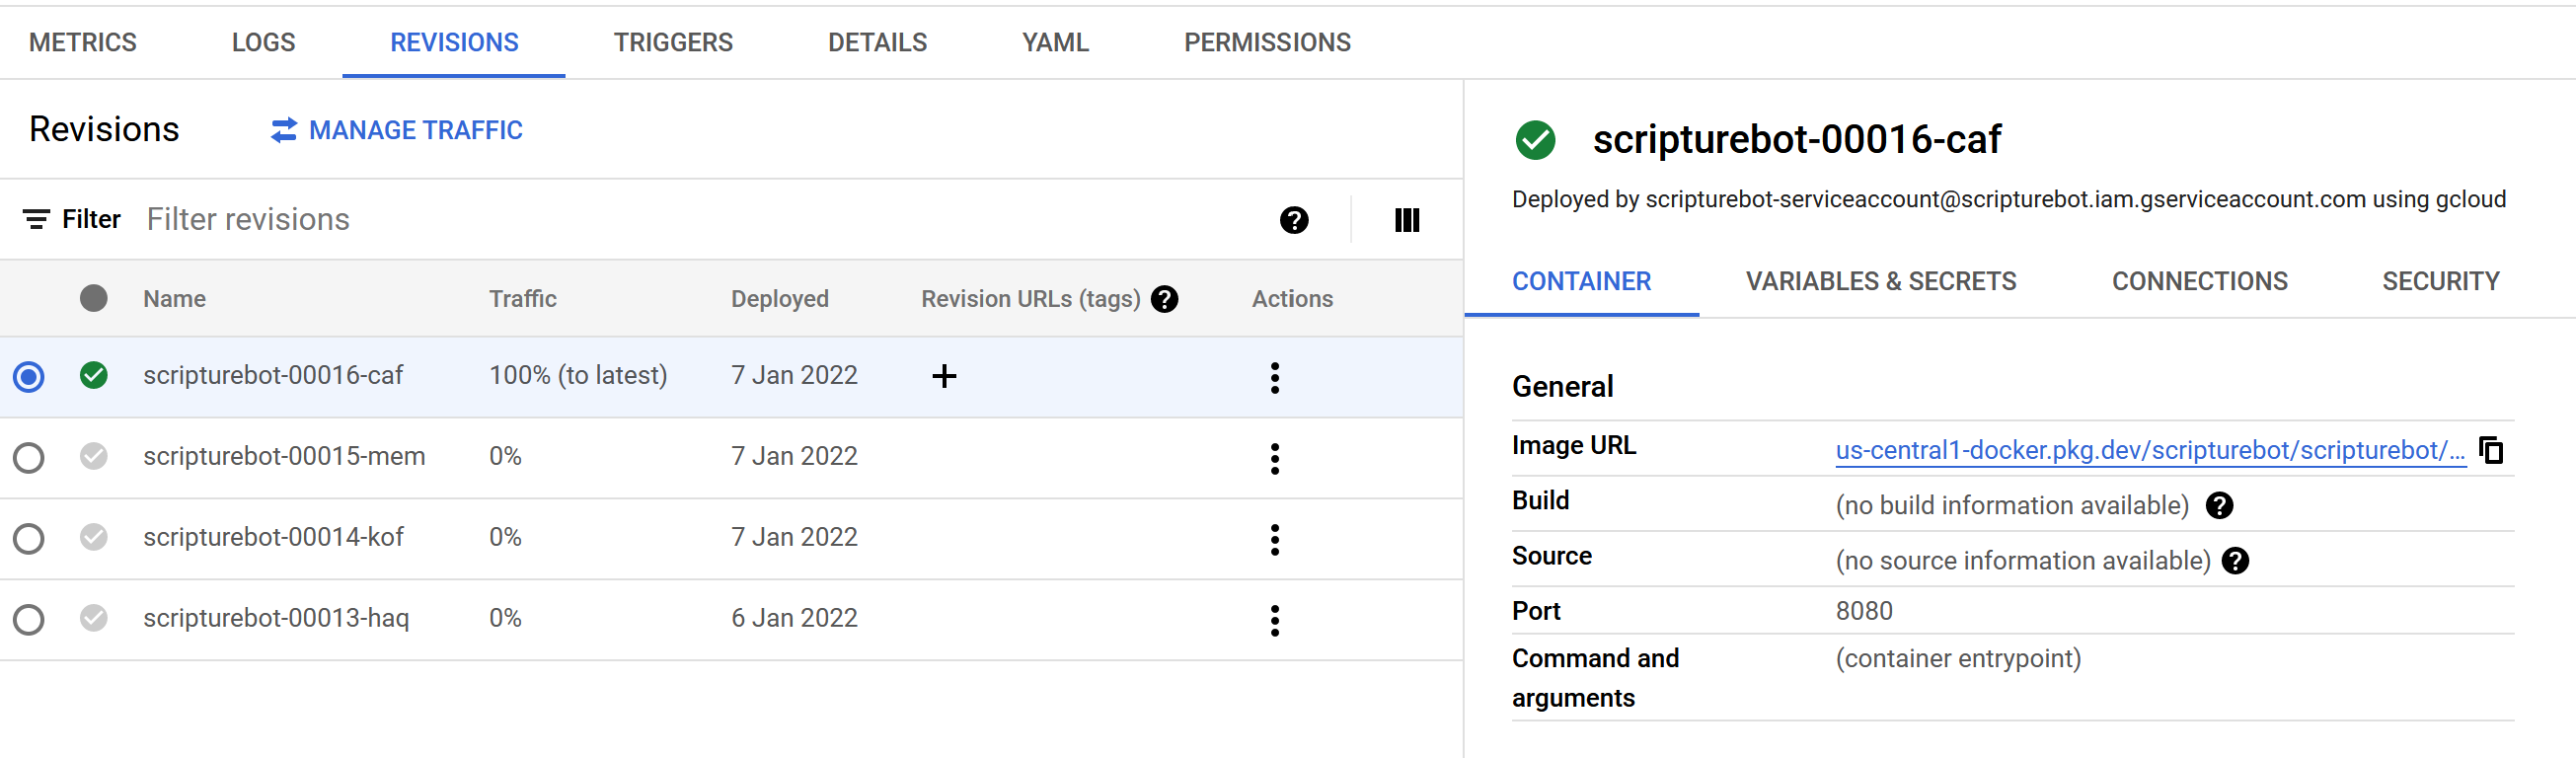 METRICS LOGS REVISIONS TRIGGERS DETAILS YAML PERMISSIONS
Revisions MANAGE TRAFFIC
Filter Filter revisions
Name Traffic Deployed Revision URLs (tags) Actions
scripturebot-00016-caf 100% (to latest) 7 Jan 2022
scripturebot-00015-mem 0% 7 Jan 2022
scripturebot-00014-kof 0% 7 Jan 2022
scripturebot-00013-haq 0% 6 Jan 2022
scripturebot-00016-caf
Deployed by scripturebot-serviceaccount@scripturebot.iam.gserviceaccount.com using gcloud
CONTAINER VARIABLES & SECRETS CONNECTIONS SECURITY
General
Image URL us-central1-docker.pkg.dev/scripturebot/scripturebot/...
Build (no build information available)
Source (no source information available)
Port 8080
Command and (container entrypoint)
arguments